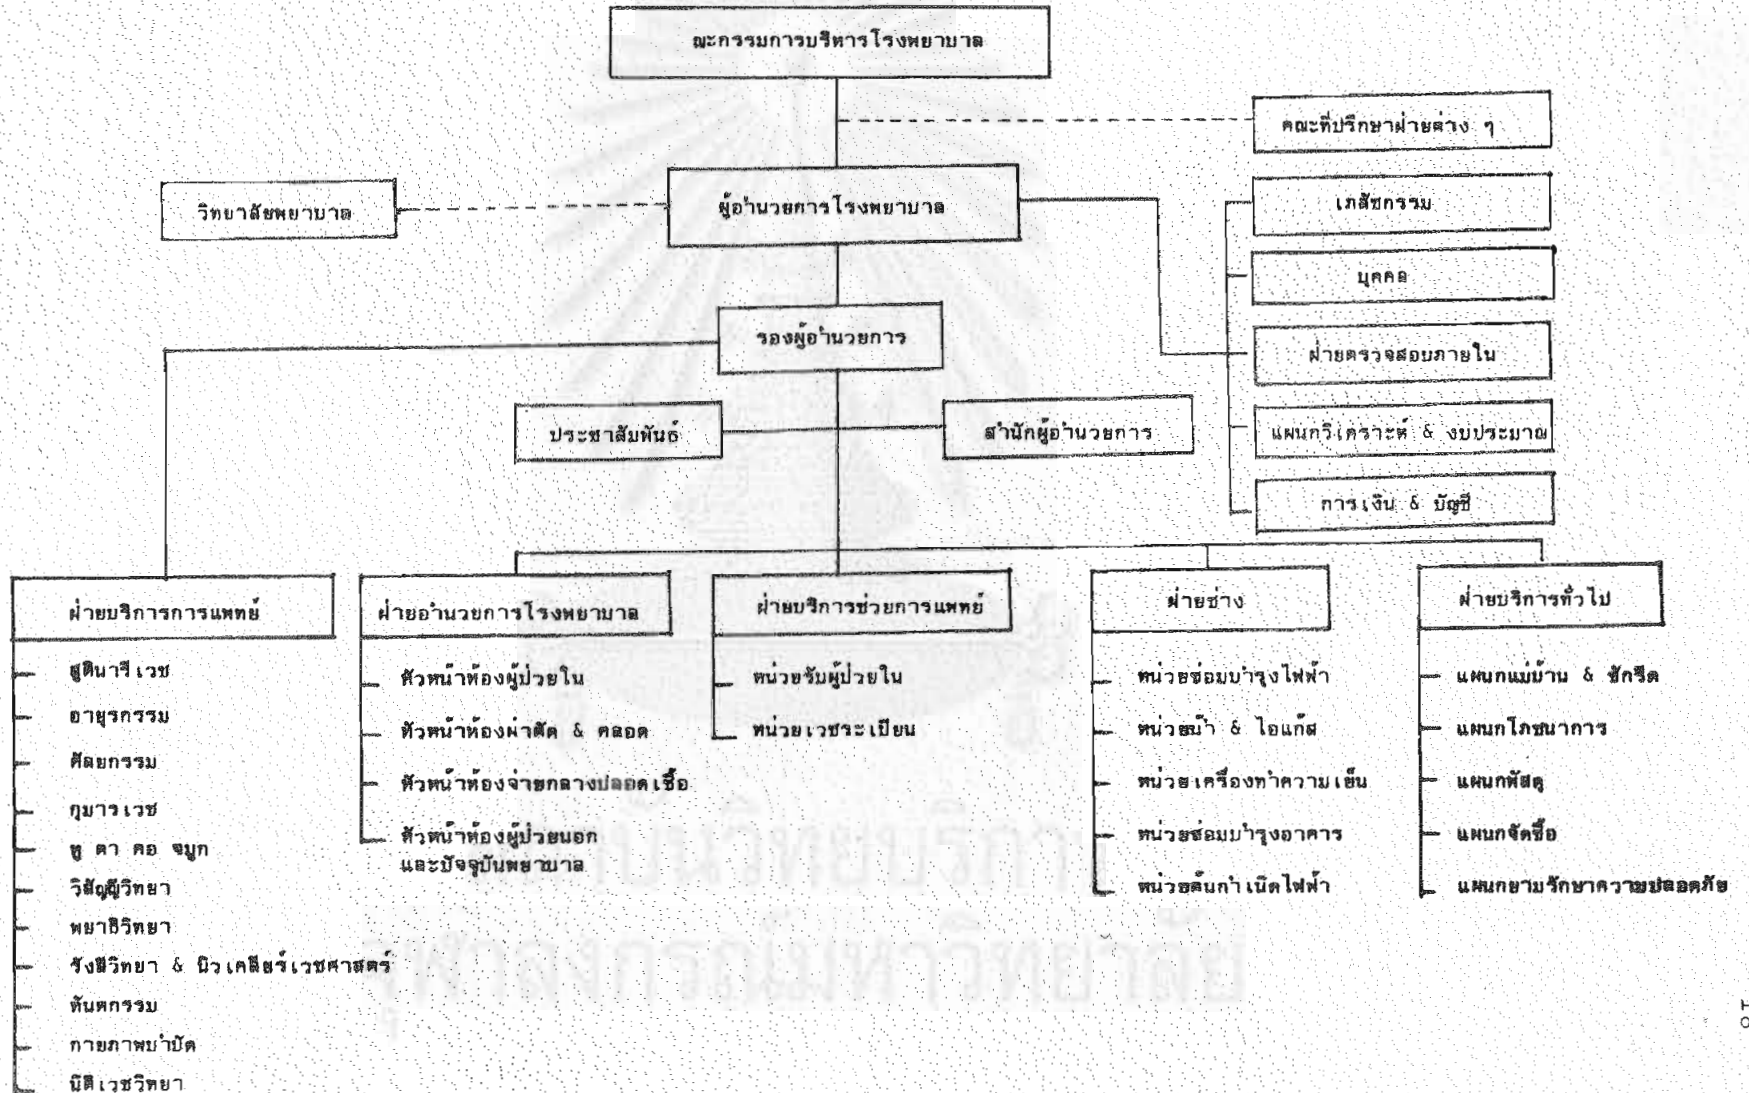 ณะกรรมการบริหารโรงพยาบาล
คณะที่ปรึกษาฝ่ายต่าง ๆ
วิทยาลัยพยาบาล
ผู้อำนวยการโรงพยาบาล
เภสัชกรรม
บุคคล
รองผู้อำนวยการ
ฝ่ายตรวจสอบภายใน
ประชาสัมพันธ์
สำนักผู้อำนวยการ
แผนกวิเคราะห์ & งบประมาณ
การเงิน & บัญชี
ฝ่ายบริการการแพทย์
สูตินารีเวช
อายุรกรรม
ศัลยกรรม
กุมารเวช
หู ตา คอ จมูก
วิสัญญีวิทยา
พยาธิวิทยา
รังสีวิทยา & นิวเคลียร์เวชศาสตร์
ทันตกรรม
กายภาพบำบัด
นิติเวชวิทยา
ฝ่ายอำนวยการโรงพยาบาล
หัวหน้าห้องผู้ป่วยใน
หัวหน้าห้องผ่าตัด & คลอด
หัวหน้าห้องจ่ายกลางปลอดเชื้อ
หัวหน้าห้องผู้ป่วยนอก
และปัจจุบันพยาบาล
ฝ่ายบริการช่วยการแพทย์
หน่วยรับผู้ป่วยใน
หน่วยเวชระเบียน
ฝ่ายช่าง
หน่วยซ่อมบำรุงไฟฟ้า
หน่วยน้ำ & ไอแก๊ส
หน่วยเครื่องทำความเย็น
หน่วยซ่อมบำรุงอาคาร
หน่วยต้นกำเนิดไฟฟ้า
ฝ่ายบริการทั่วไป
แผนกแม่บ้าน & ซักรีด
แผนกโภชนาการ
แผนกพัสดุ
แผนกจัดซื้อ
แผนกยามรักษาความปลอดภัย